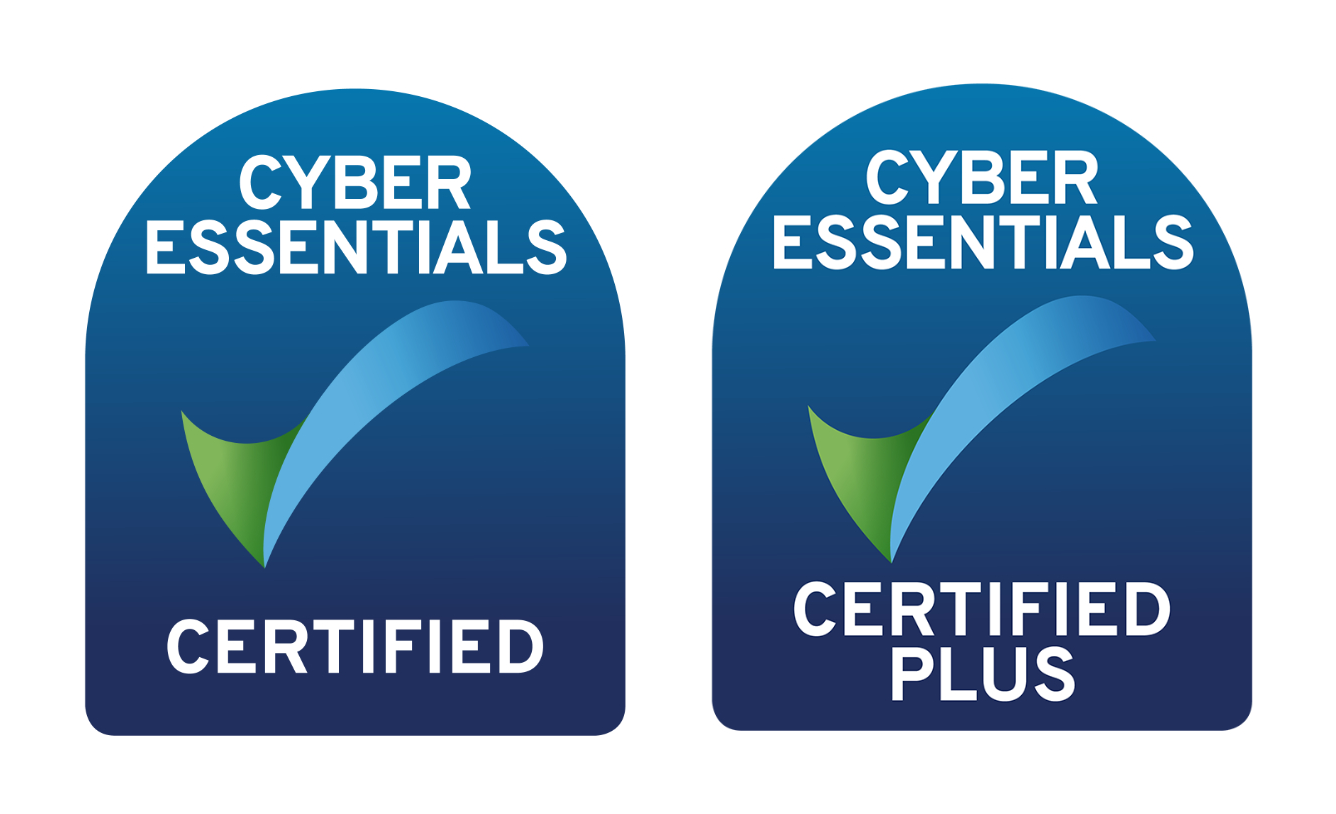 CYBER
ESSENTIALS
CERTIFIED
CYBER
ESSENTIALS
CERTIFIED
PLUS